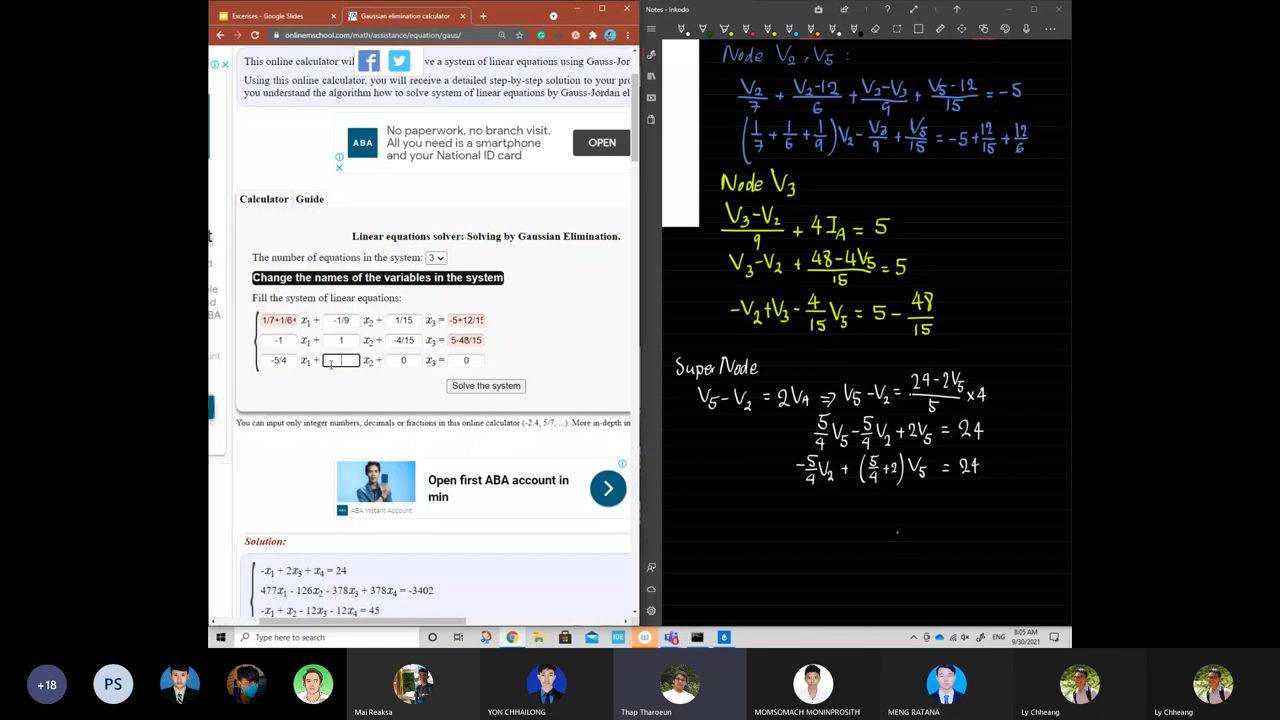 Excerises - Google Slides
Gaussian elimination calculator
onlinemschool.com/math/assistance/equation/gaus/
This online calculator will
ve a system of linear equations using Gauss-Jor
Using this online calculator, you will receive a detailed step-by-step solution to your pro
you understand the algorithm how to solve system of linear equations by Gauss-Jordan el
ABA
No paperwork, no branch visit.
All you need is a smartphone
and your National ID card
OPEN
Calculator Guide
Linear equations solver: Solving by Gaussian Elimination.
The number of equations in the system: 3
Change the names of the variables in the system
Fill the system of linear equations:
1/7+1/6+ x1 + -1/9 x2 + 1/15 x3 = -5+12/15
-1 x1 + 1 x2 + -4/15 x3 = 5-48/15
-5/4 x1 + x2 + 0 x3 = 0
Solve the system
You can input only integer numbers, decimals or fractions in this online calculator (-2.4, 5/7, ...). More in-depth in
Open first ABA account in
min
ABA Instant Account
Solution:
-x1 + 2x3 + x4 = 24
477x1 - 126x2 - 378x3 + 378x4 = -3402
-x1 + x2 - 12x3 - 12x4 = 45
Type here to search
Notes - Inkodo
Node V2, V5 :
V2/7 + (V2-12)/6 + (V2-V3)/9 + (V5-12)/15 = -5
(1/7 + 1/6 + 1/9)V2 - V3/9 + V5/15 = -5 + 12/15 + 12/6
Node V3
(V3-V2)/9 + 4IA = 5
V3-V2 + (48-4V5)/15 = 5
-V2+V3- 4/15 V5 = 5 - 48/15
SuperNode
V5-V2 = 2VA ⇒ V5-V2 = (24-2V5)/5 ×4
5/4 V5 - 5/4 V2 + 2V5 = 24
-5/4 V2 + (5/4+2)V5 = 24
IDE
ENG
8:05 AM
9/30/2021
+18
PS
Mai Reaksa
YON CHHAILONG
Thap Tharoeun
MOMSOMACH MONINPROSITH
MENG RATANA
Ly Chheang
Ly Chheang